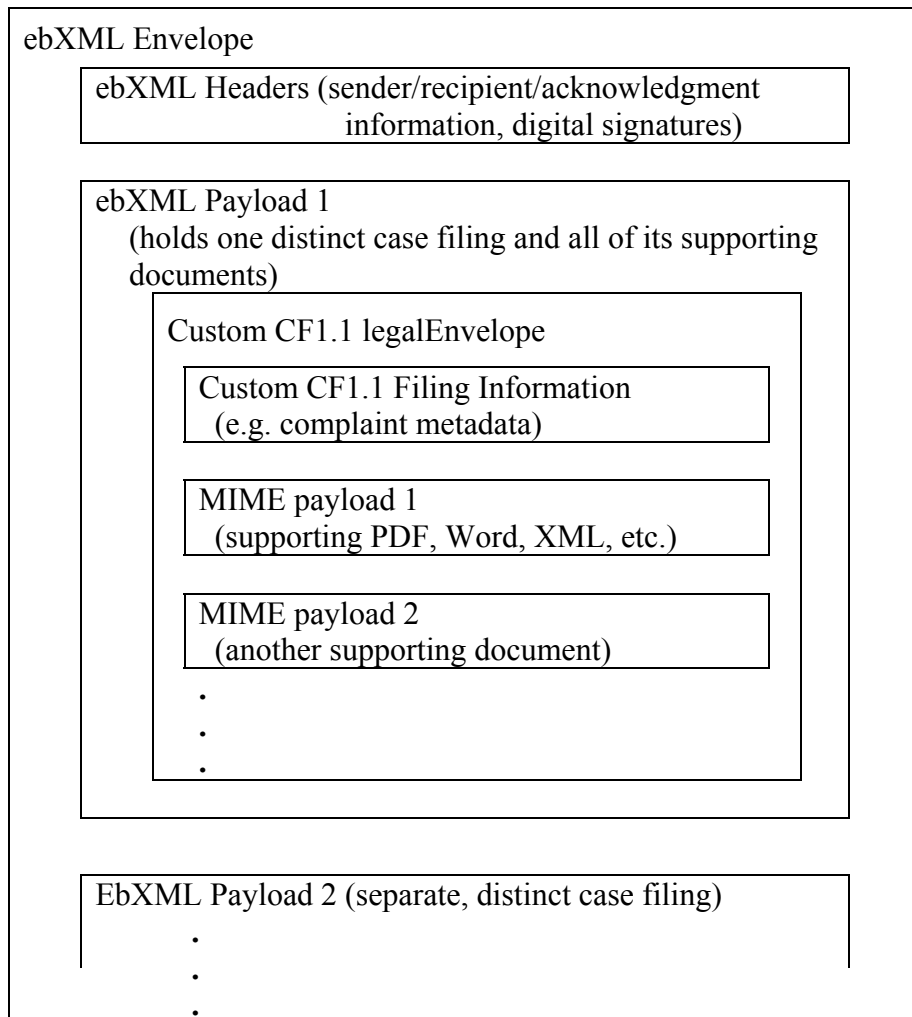 ebXML Envelope
ebXML Headers (sender/recipient/acknowledgment
information, digital signatures)
ebXML Payload 1
(holds one distinct case filing and all of its supporting
documents)
Custom CF1.1 legalEnvelope
Custom CF1.1 Filing Information
(e.g. complaint metadata)
MIME payload 1
(supporting PDF, Word, XML, etc.)
MIME payload 2
(another supporting document)
.
.
.
EbXML Payload 2 (separate, distinct case filing)
.
.
.